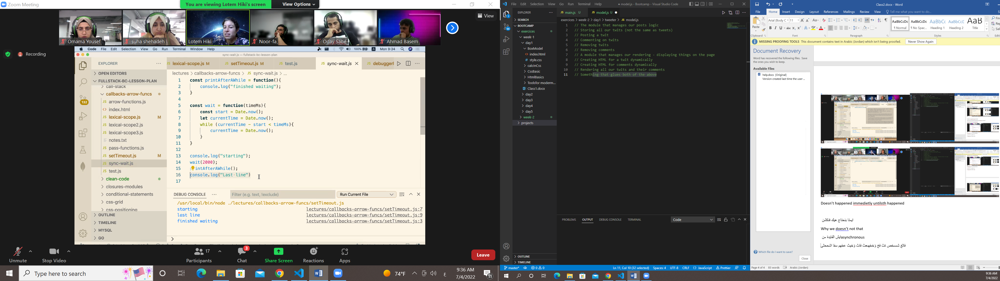 Zoom Meeting
You are viewing Lotem Hiki's screen
View Options
View
Omama Yousef
suha shehadeh
Lotem Hiki
Noor-fa
Oday Sabe
Ahmad Basem
Recording
Code File Edit Selection View Go Run Terminal Window Help
100%
Mon 9:34
sync-wait.js — fullstack-bc-lesson-plan
EXPLORER
lexical-scope.js M
setTimeout.js M
test.js
sync-wait.js
OPEN EDITORS
FULLSTACK-BC-LESSON-PLAN
call-stack
callbacks-arrow-funcs
arrow-functions.js
index.html
lexical-scope.js M
lexical-scope2.js
lexical-scope3.js
notes.txt
pass-functions.js
setTimeout.js M
sync-wait.js
test.js
clean-code
closures-modules
conditional-statements
css-grid
css-positioning
OUTLINE
TIMELINE
MYSQL
GO
132
lectures > callbacks-arrow-funcs > JS sync-wait.js > ...
1 const printAfterAWhile = function(){
2 console.log("finished waiting");
3 }
4
5 const wait = function(timeMs){
6 const start = Date.now();
7 let currentTime = Date.now();
8 while (currentTime - start < timeMs){
9 currentTime = Date.now();
10 }
11 }
12
13 console.log("starting");
14 wait(2000);
15 intAfterAWhile();
16 console.log("Last line")
17
DEBUG CONSOLE
Filter (e.g. text, !exclude)
Run Current File
/usr/local/bin/node ./lectures/callbacks-arrow-funcs/setTimeout.js
starting lectures/callbacks-arrow-funcs/setTimeout.js:7
last line lectures/callbacks-arrow-funcs/setTimeout.js:9
finished waiting lectures/callbacks-arrow-funcs/setTimeout.js:3
Unmute
Stop Video
Participants 17
Chat 3
Share Screen
Reactions
Apps
Leave
Type here to search
74°F
9:36 AM
7/4/2022
11
File Edit Selection View Go Run Terminal Help
model.js - Bootcamp - Visual Studio Code
EXPLORER
SEARCH
BOOTCAMP
exercices
week-1
day1
BoxModel
index.html
style.css
calcInCss
CssBasic
HtmlBasics
Toolsfor moderm...
Class1.docx
day2
day3
day4
day5
week-2
projects
OUTLINE
TIMELINE
64
JS main.js U
JS model.js U
exercices > week-2 > day1 > tweeter > JS model.js
1 // The module that manages our posts logic
2 // Storing all our twits (not the same as tweets)
3 // Posting a twit
4 // Commenting on twits
5 // Removing twits
6 // Removing comments
7 // A module that manages our rendering - displaying things on the page
8 // Creating HTML for a twit dynamically
9 // Creating HTML for comments dynamically
10 // Rendering all our twits and their comments
11 // Something that glues both of the above
PROBLEMS OUTPUT DEBUG CONSOLE TERMINAL
Code
master* 0 0
Ln 11, Col 10 (32 selected) Spaces: 4 UTF-8 CRLF JavaScript Prettier
Class2.docx - Word
File Home Insert Design Layout References Mailings Review View Tell me what you want to do...
Paste
Arial (Body C 11
B I U abc
Clipboard Font Paragraph Styles
AaBbCcDc Normal
AaBbCcDc No Spac...
AaBbCc Heading 1
AaBbCcE Heading 2
AaB Title
MISSING PROOFING TOOLS This document contains text in Arabic (Jordan) which isn't being proofed.
Never Show Again
Document Recovery
Word has recovered the following files. Save
the ones you wish to keep.
Available Files
help.docx [Original]
Version created last time the user ...
Which file do I want to save?
Close
Doesn't happened immedietly untilsth happened
ايمتا بنحتاج هيك فنكشن
Why we doesn't not that
ايش الفايدة من asynchronous
Page 4 of 4 83 words Arabic (Jordan)
9:36 AM
7/4/2022